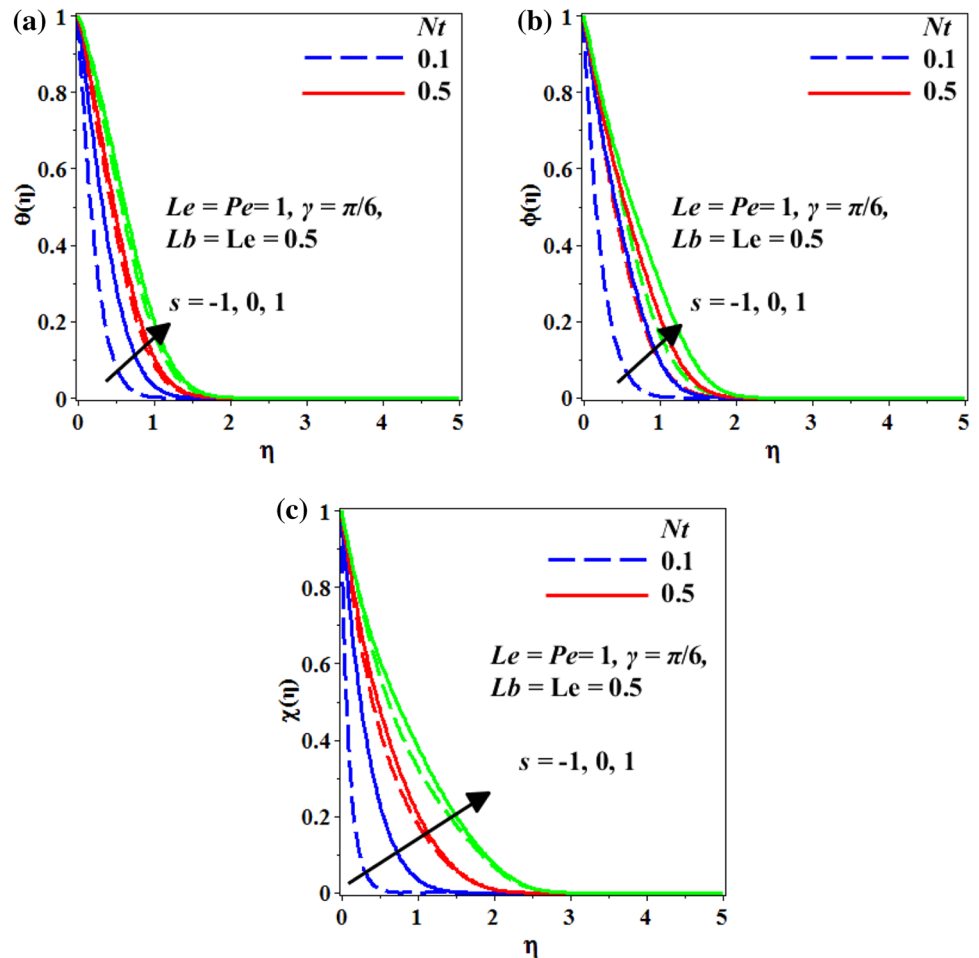 (a)
1
0.8
0.6
0.4
0.2
0
θ(η)
Nt
0.1
0.5
Le = Pe= 1, γ = π/6,
Lb = Le = 0.5
s = -1, 0, 1
0 1 2 3 4 5
η
(b)
1
0.8
0.6
0.4
0.2
0
ϕ(η)
Nt
0.1
0.5
Le = Pe= 1, γ = π/6,
Lb = Le = 0.5
s = -1, 0, 1
0 1 2 3 4 5
η
(c)
1
0.8
0.6
0.4
0.2
0
χ(η)
Nt
0.1
0.5
Le = Pe= 1, γ = π/6,
Lb = Le = 0.5
s = -1, 0, 1
0 1 2 3 4 5
η